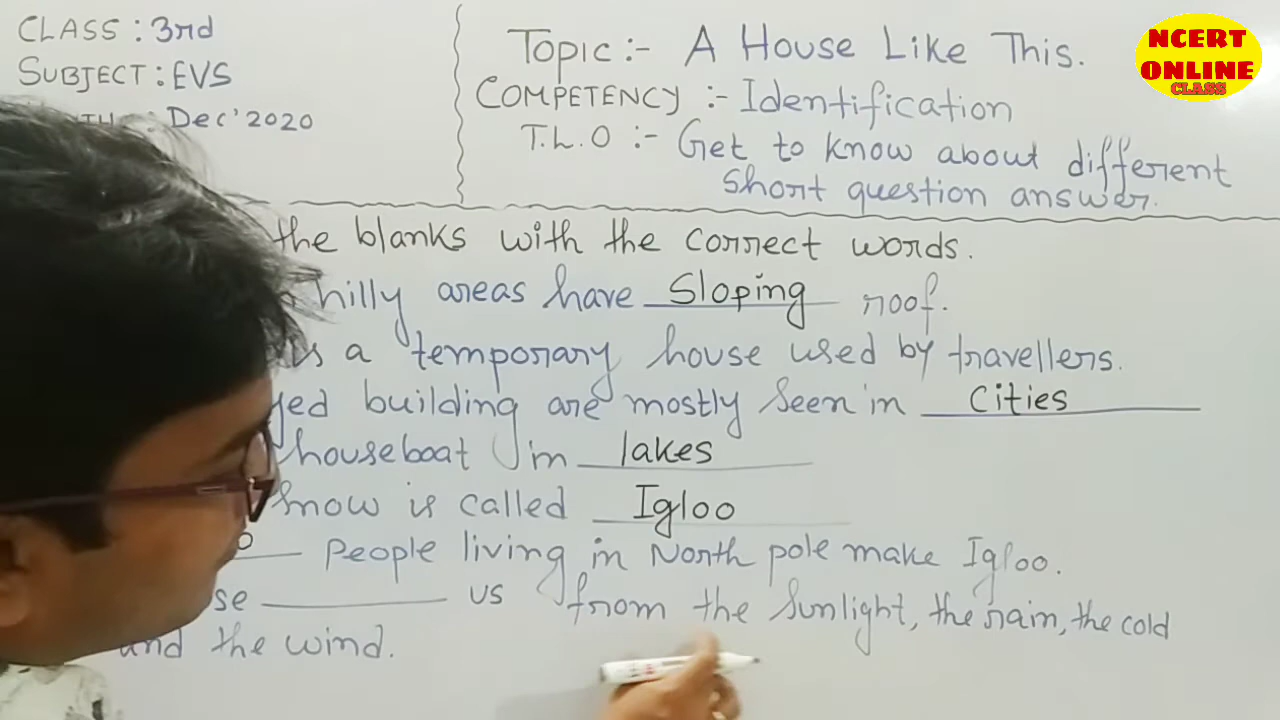 CLASS : 3rd
SUBJECT : EVS
: Dec'2020
Topic :- A House Like This.
COMPETENCY :- Identification
T.L.O :- Get to know about different
short question answer.
NCERT
ONLINE
CLASS
the blanks with the correct words.
hilly areas have Sloping roof.
is a temporary house used by travellers.
building are mostly seen in Cities
houseboat in lakes
snow is called Igloo
People living in North pole make Igloo.
se ________ us from the sunlight, the rain, the cold
and the wind.